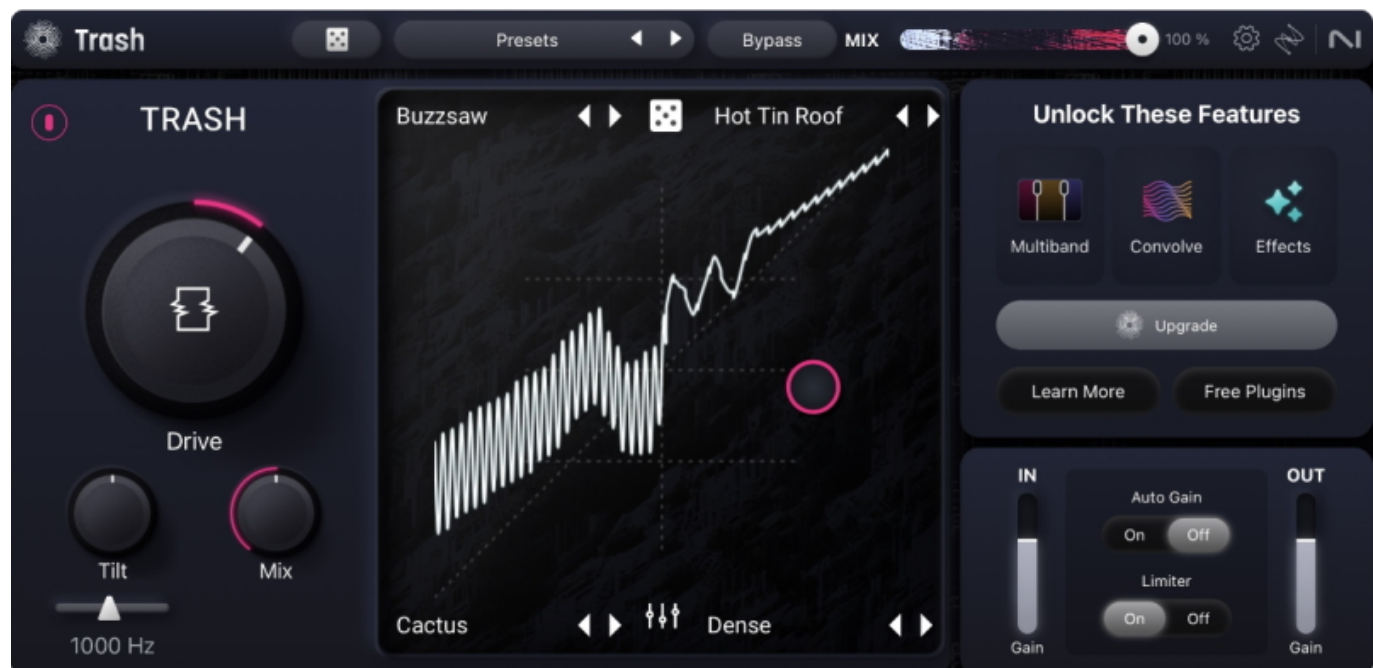 Trash
Presets
Bypass
MIX
100 %
TRASH
Drive
Tilt
Mix
1000 Hz
Buzzsaw
Hot Tin Roof
Cactus
Dense
Unlock These Features
Multiband
Convolve
Effects
Upgrade
Learn More
Free Plugins
IN
OUT
Auto Gain
On Off
Limiter
On Off
Gain
Gain